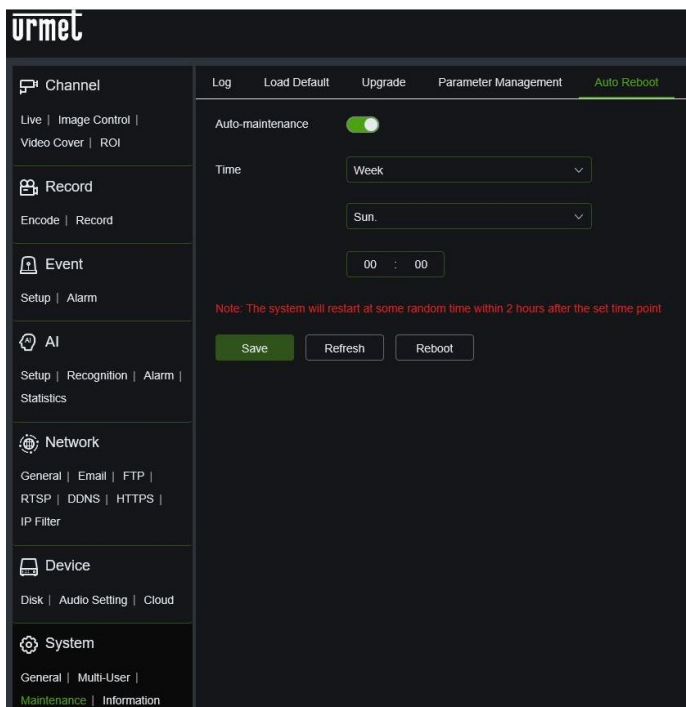 urmet
Channel
Live | Image Control |
Video Cover | ROI
Record
Encode | Record
Event
Setup | Alarm
AI
AI
Setup | Recognition | Alarm |
Statistics
Network
General | Email | FTP |
RTSP | DDNS | HTTPS |
IP Filter
Device
Disk | Audio Setting | Cloud
System
General | Multi-User |
Maintenance | Information
Log Load Default Upgrade Parameter Management Auto Reboot
Auto-maintenance
Time Week
Sun.
00 : 00
Note: The system will restart at some random time within 2 hours after the set time point
Save Refresh Reboot